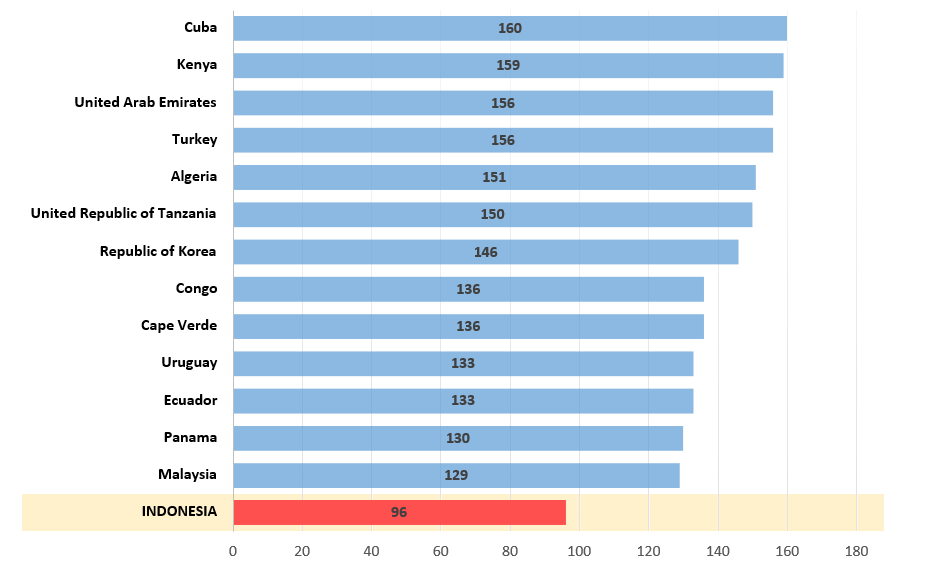 Cuba 160
Kenya 159
United Arab Emirates 156
Turkey 156
Algeria 151
United Republic of Tanzania 150
Republic of Korea 146
Congo 136
Cape Verde 136
Uruguay 133
Ecuador 133
Panama 130
Malaysia 129
INDONESIA 96
0 20 40 60 80 100 120 140 160 180